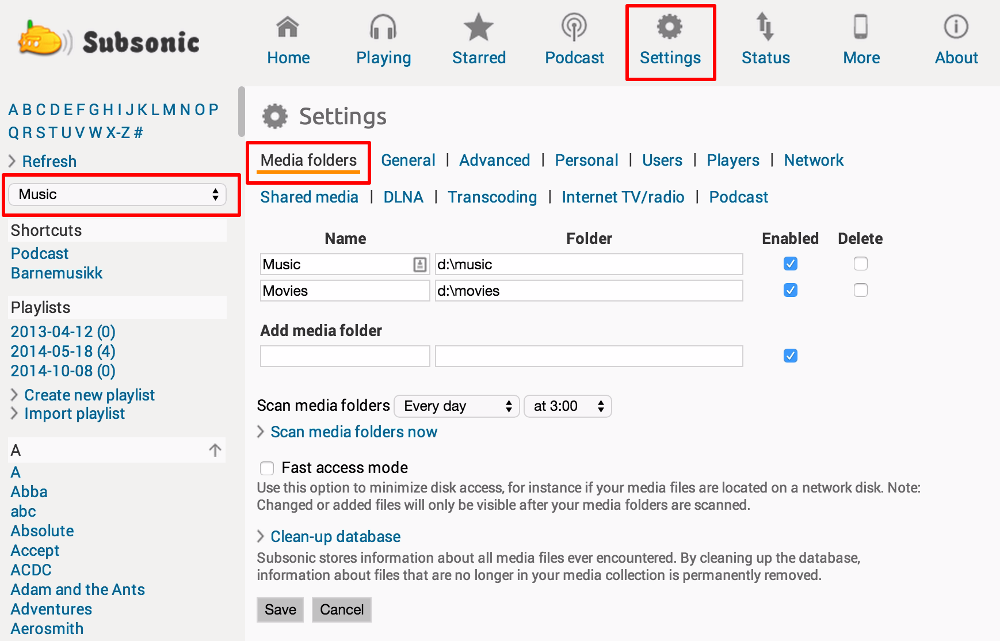 Subsonic
Home Playing Starred Podcast Settings Status More About
A B C D E F G H I J K L M N O P
Q R S T U V W X-Z #
Refresh
Music
Shortcuts
Podcast
Barnemusikk
Playlists
2013-04-12 (0)
2014-05-18 (4)
2014-10-08 (0)
Create new playlist
Import playlist
A
A
Abba
abc
Absolute
Accept
ACDC
Adam and the Ants
Adventures
Aerosmith
Settings
Media folders General | Advanced | Personal | Users | Players | Network
Shared media | DLNA | Transcoding | Internet TV/radio | Podcast
Name Folder Enabled Delete
Music d:\music
Movies d:\movies
Add media folder
Scan media folders Every day at 3:00
Scan media folders now
Fast access mode
Use this option to minimize disk access, for instance if your media files are located on a network disk. Note:
Changed or added files will only be visible after your media folders are scanned.
Clean-up database
Subsonic stores information about all media files ever encountered. By cleaning up the database,
information about files that are no longer in your media collection is permanently removed.
Save Cancel